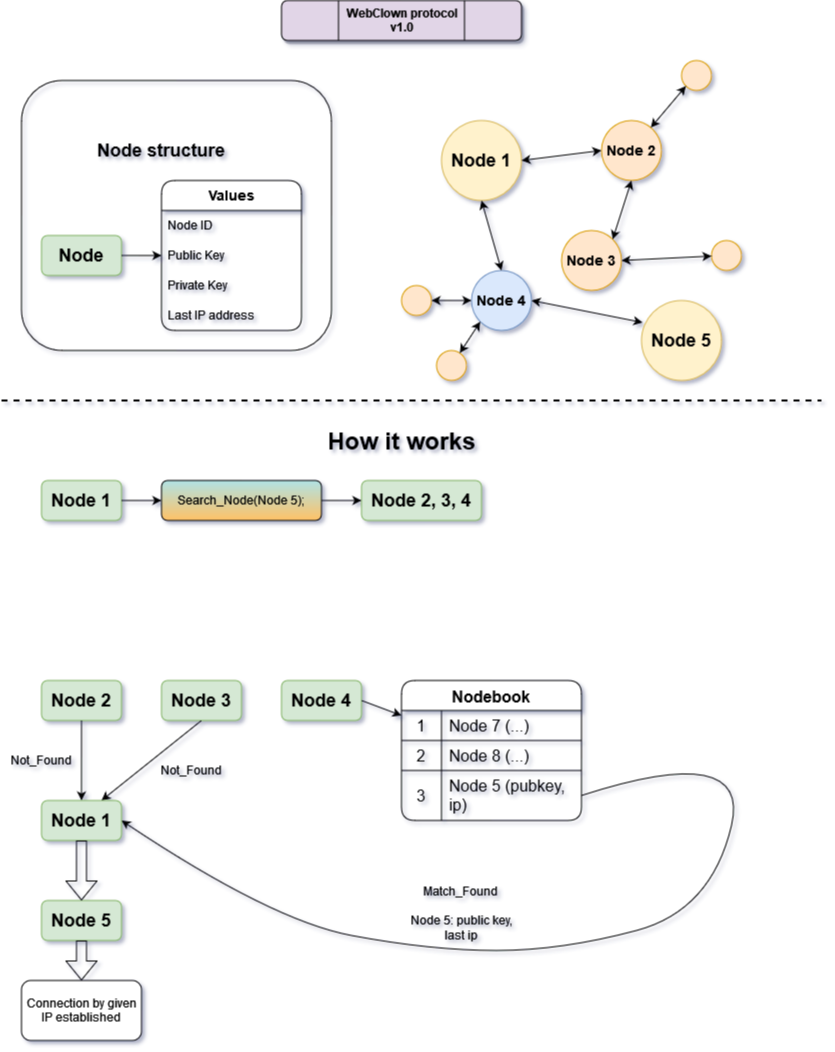 WebClown protocol
v1.0
Node structure
Values
Node ID
Public Key
Private Key
Last IP address
Node
Node 1
Node 2
Node 3
Node 4
Node 5
How it works
Node 1
Search_Node(Node 5);
Node 2, 3, 4
Node 2
Node 3
Node 4
Nodebook
1 Node 7 (...)
2 Node 8 (...)
3 Node 5 (pubkey,
ip)
Not_Found
Not_Found
Node 1
Match_Found
Node 5: public key,
last ip
Node 5
Connection by given
IP established